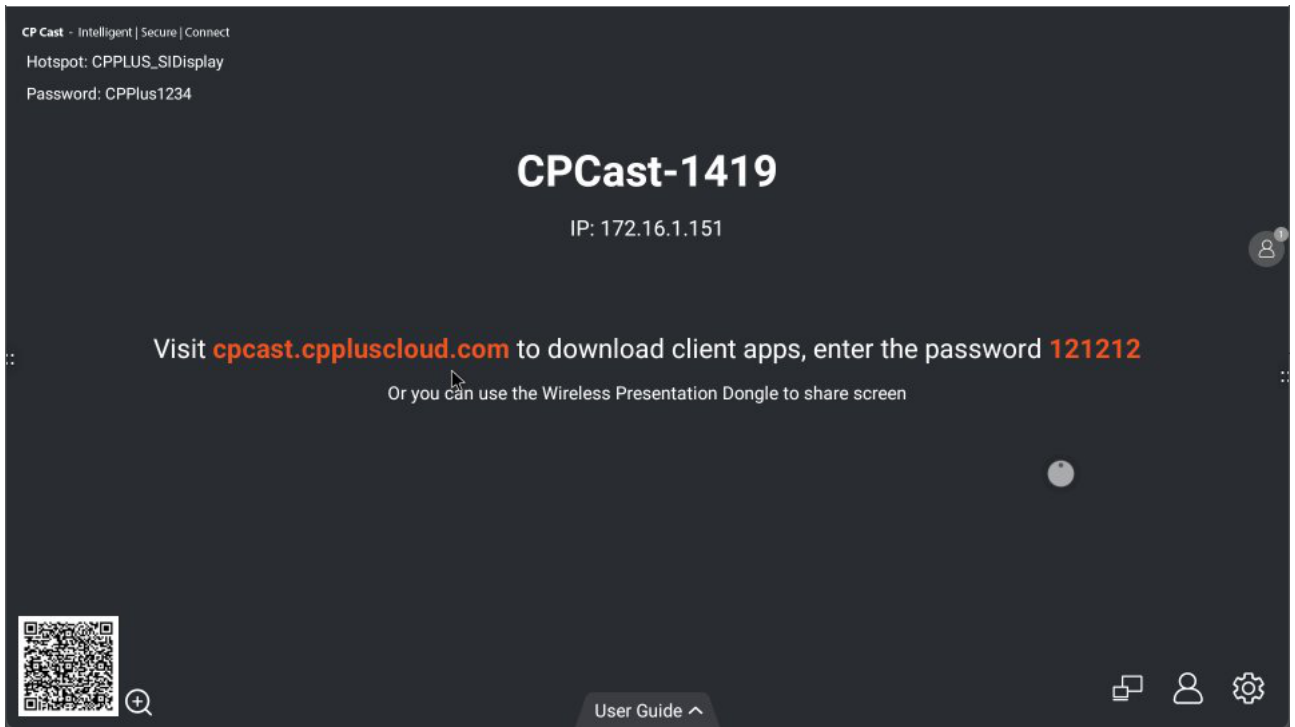 CP Cast - Intelligent | Secure | Connect
Hotspot: CPPLUS_SIDisplay
Password: CPPlus1234
CPCast-1419
IP: 172.16.1.151
1
Visit cpcast.cppluscloud.com to download client apps, enter the password 121212
Or you can use the Wireless Presentation Dongle to share screen
User Guide